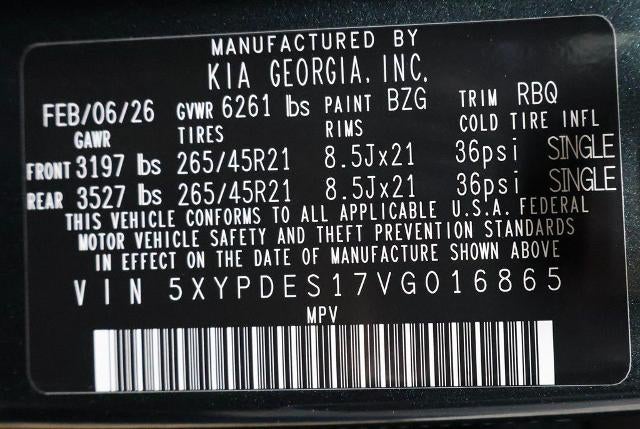 MANUFACTURED BY
KIA GEORGIA, INC.
FEB/06/26 GVWR 6261 lbs PAINT BZG TRIM RBQ
GAWR TIRES RIMS COLD TIRE INFL
FRONT 3197 lbs 265/45R21 8.5Jx21 36psi SINGLE
REAR 3527 lbs 265/45R21 8.5Jx21 36psi SINGLE
THIS VEHICLE CONFORMS TO ALL APPLICABLE U.S.A. FEDERAL
MOTOR VEHICLE SAFETY AND THEFT PREVENTION STANDARDS
IN EFFECT ON THE DATE OF MANUFACTURE SHOWN ABOVE
VIN 5XYPDES17VG016865
MPV